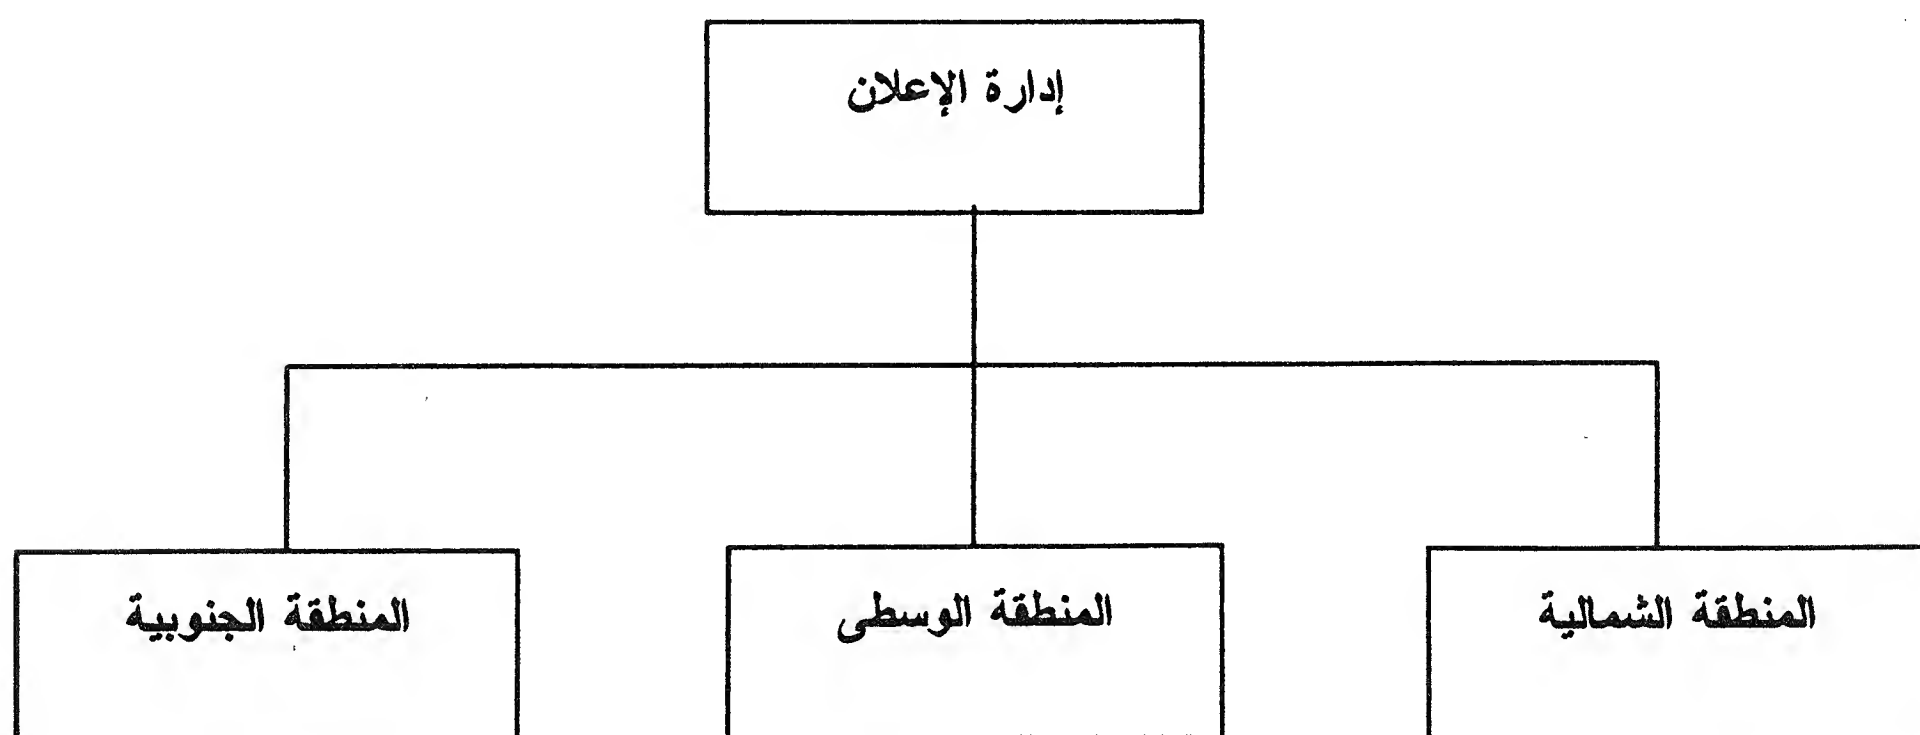 إدارة الإعلان
المنطقة الشمالية
المنطقة الوسطى
المنطقة الجنوبية